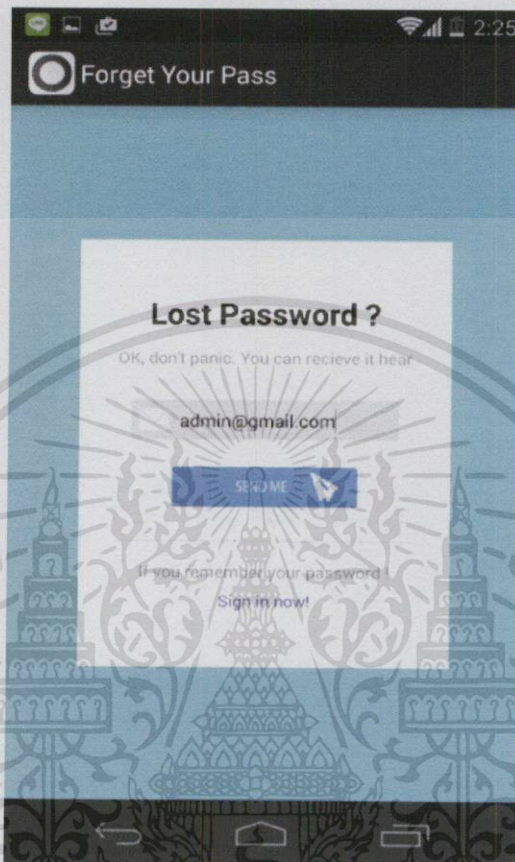 2:25
Forget Your Pass
Lost Password ?
OK, don't panic. You can recieve it hear
admin@gmail.com
SEND ME
If you remember your password !
Sign in now!